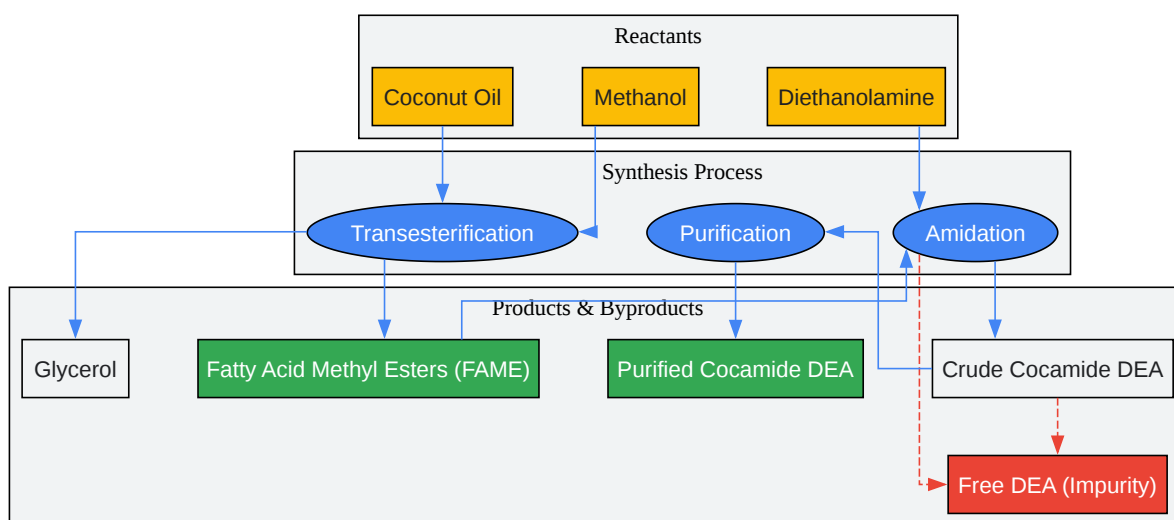 Reactants
Coconut Oil
Methanol
Diethanolamine
Synthesis Process
Transesterification
Purification
Amidation
Products & Byproducts
Glycerol
Fatty Acid Methyl Esters (FAME)
Purified Cocamide DEA
Crude Cocamide DEA
Free DEA (Impurity)